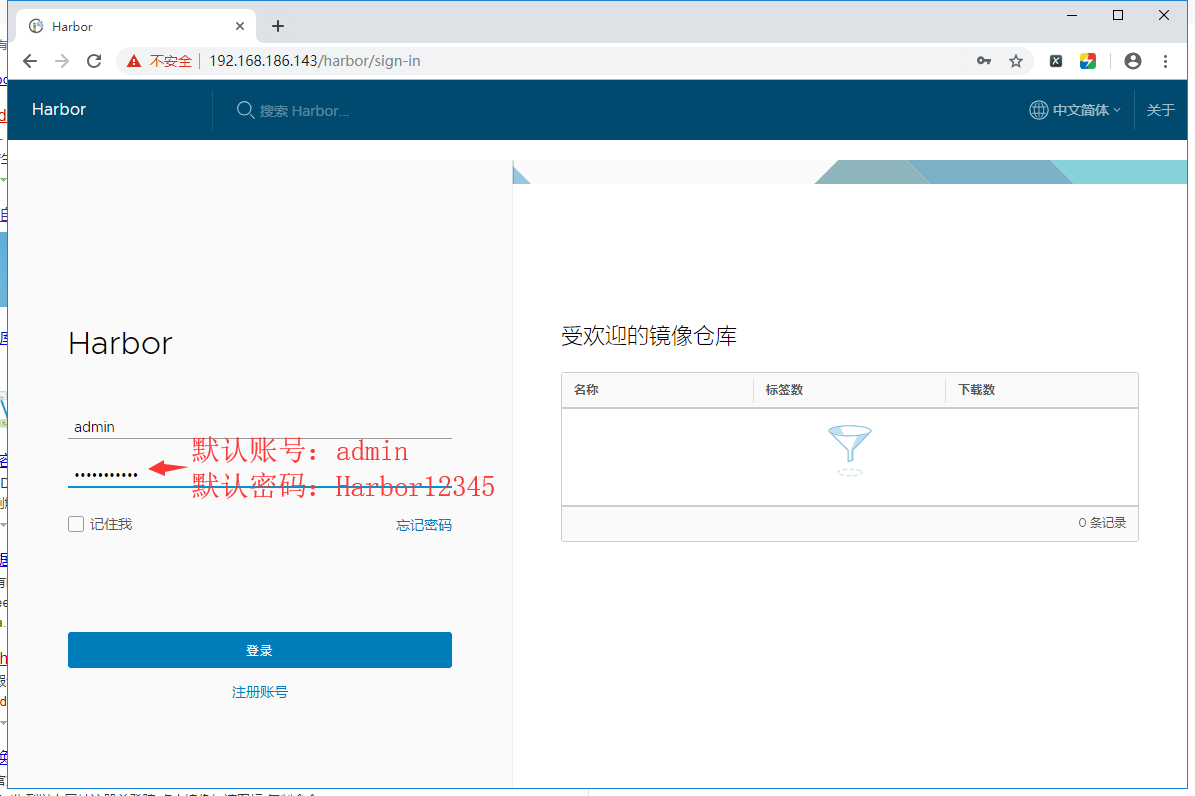 Harbor
不安全 192.168.186.143/harbor/sign-in
Harbor
搜索 Harbor...
中文简体
关于
Harbor
admin
默认账号：admin
默认密码：Harbor12345
记住我
忘记密码
登录
注册账号
受欢迎的镜像仓库
名称 标签数 下载数
0 条记录